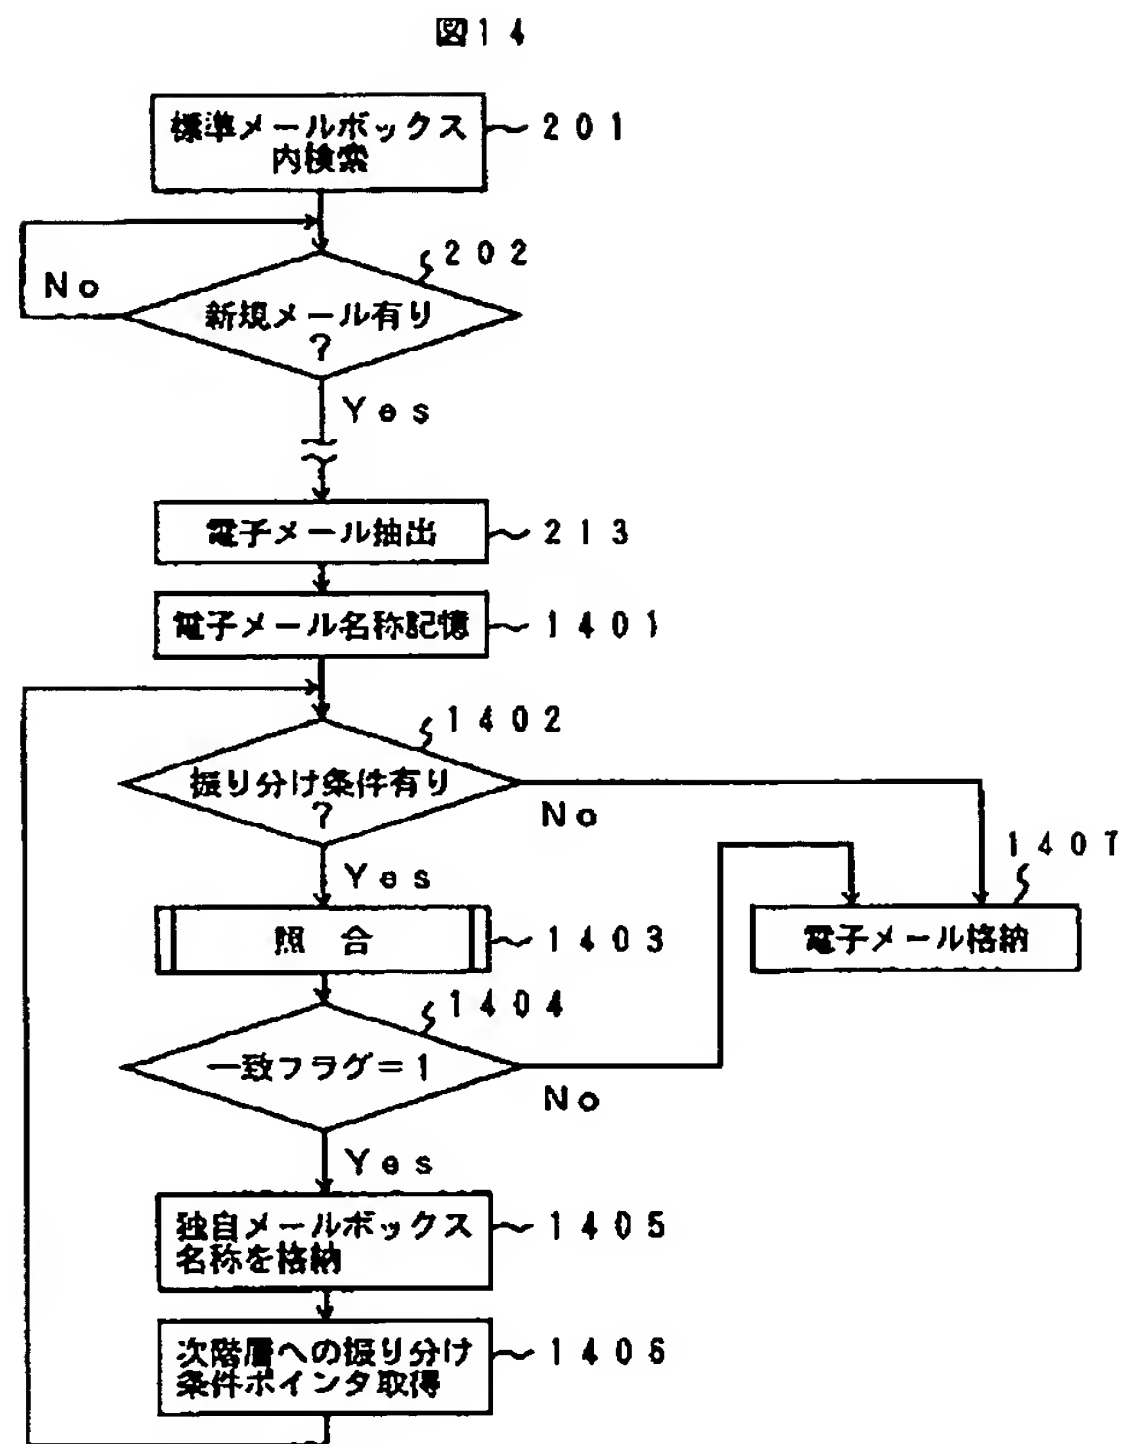 図14
標準メールボックス
内検索
201
202
No
新規メール有り
?
Yes
電子メール抽出
213
電子メール名称記憶
1401
1402
振り分け条件有り
?
No
Yes
1407
照 合
1403
電子メール格納
1404
一致フラグ=1
No
Yes
独自メールボックス
名称を格納
1405
次階層への振り分け
条件ポインタ取得
1406